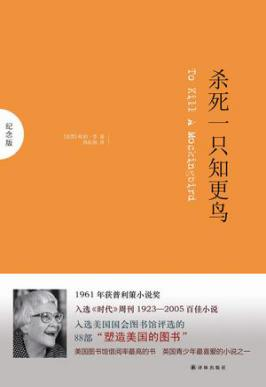 杀死一只知更鸟
To Kill A Mockingbird
[美国] 哈珀·李 著
高红梅 译
纪念版
1961年获普利策小说奖
入选《时代》周刊1923—2005百佳小说
入选美国国会图书馆评选的
88部“塑造美国的图书”
美国图书馆借阅率最高的书 英国青少年最喜爱的小说之一
译林出版社